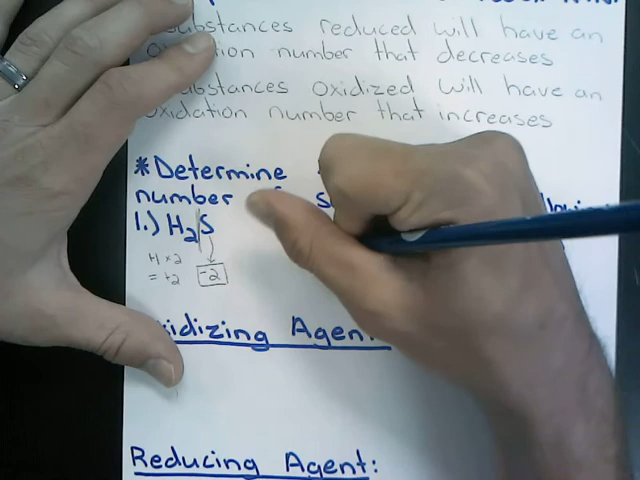 substances reduced will have an
number that decreases
substances oxidized will have an
oxidation number that increases
*Determine
number
1.) H2S
+1 x 2
= +2 -2
Oxidizing Agent
Reducing Agent: